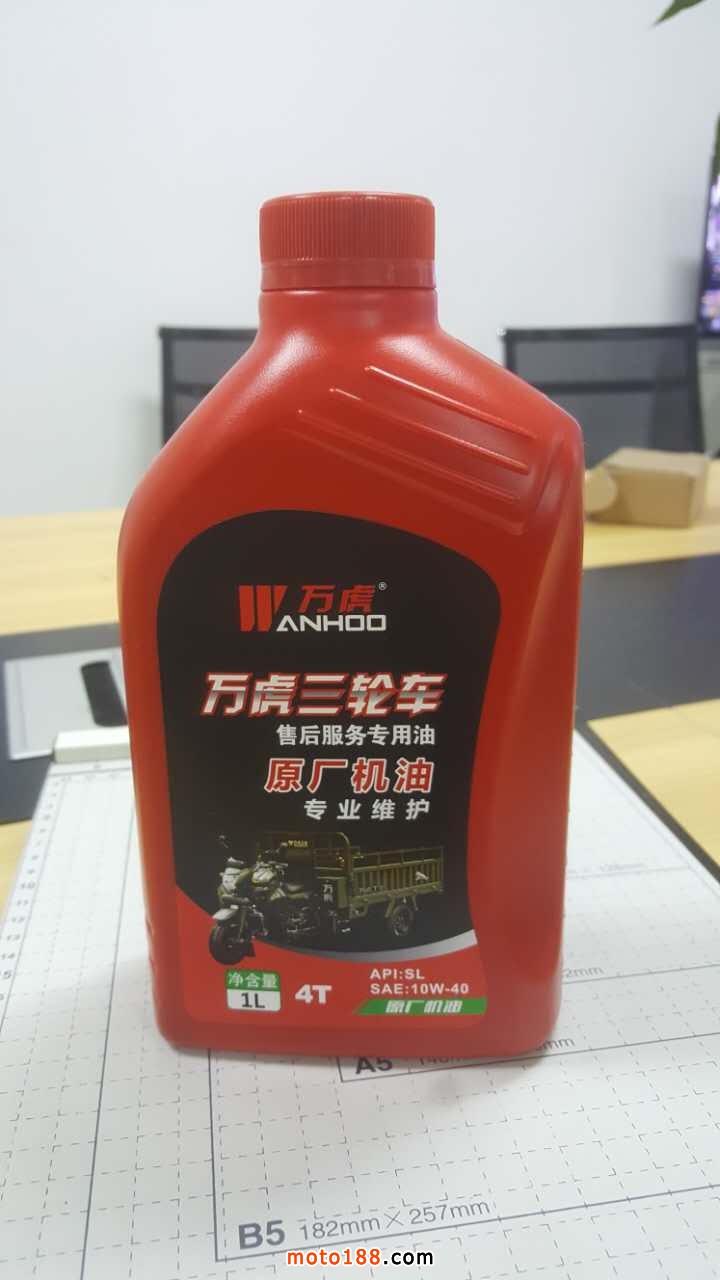 万虎®
WANHOO
万虎三轮车
售后服务专用油
原厂机油
专业维护
万虎
净含量
1L
4T
API:SL
SAE:10W-40
原厂机油
A5
B5 182mm×257mm
moto188.com